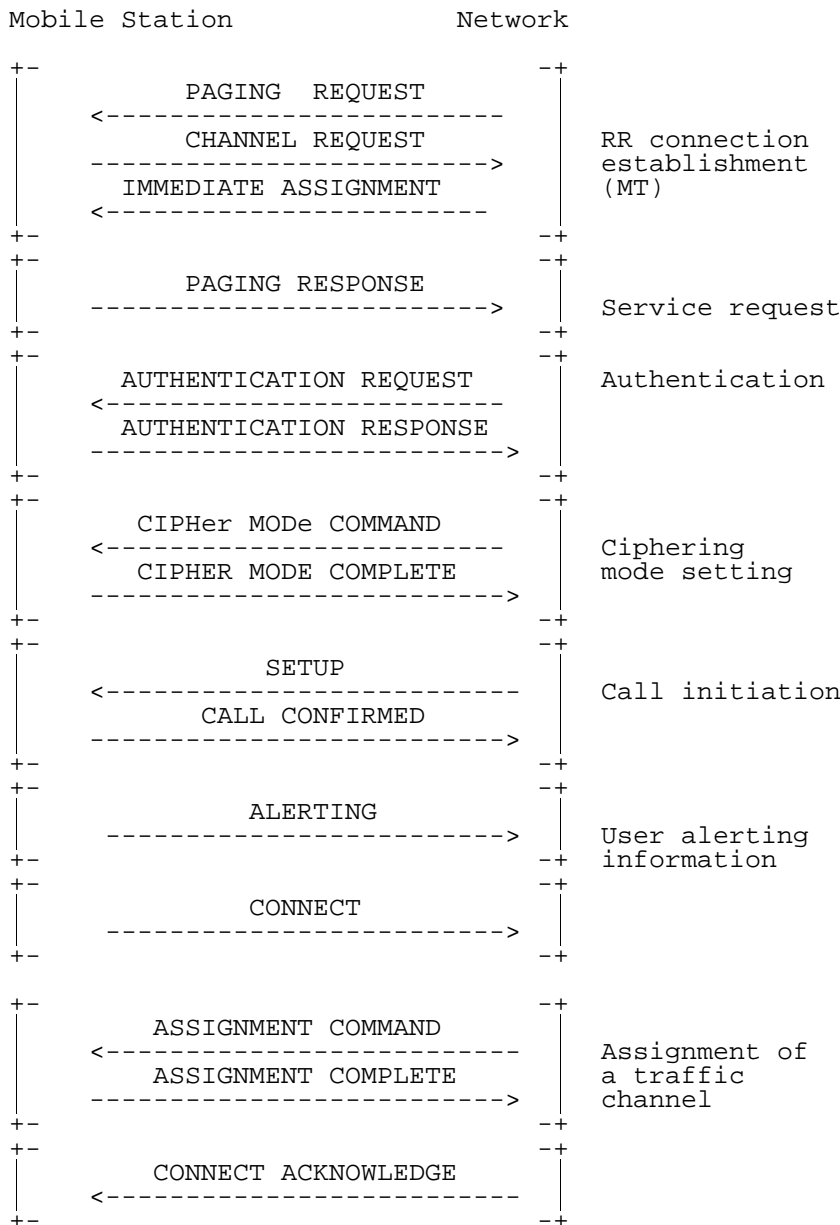 Mobile Station Network
PAGING REQUEST
CHANNEL REQUEST
RR connection
establishment
(MT)
IMMEDIATE ASSIGNMENT
PAGING RESPONSE
Service request
AUTHENTICATION REQUEST
Authentication
AUTHENTICATION RESPONSE
CIPHer MODe COMMAND
Ciphering
mode setting
CIPHER MODE COMPLETE
SETUP
Call initiation
CALL CONFIRMED
ALERTING
User alerting
information
CONNECT
ASSIGNMENT COMMAND
Assignment of
a traffic
channel
ASSIGNMENT COMPLETE
CONNECT ACKNOWLEDGE